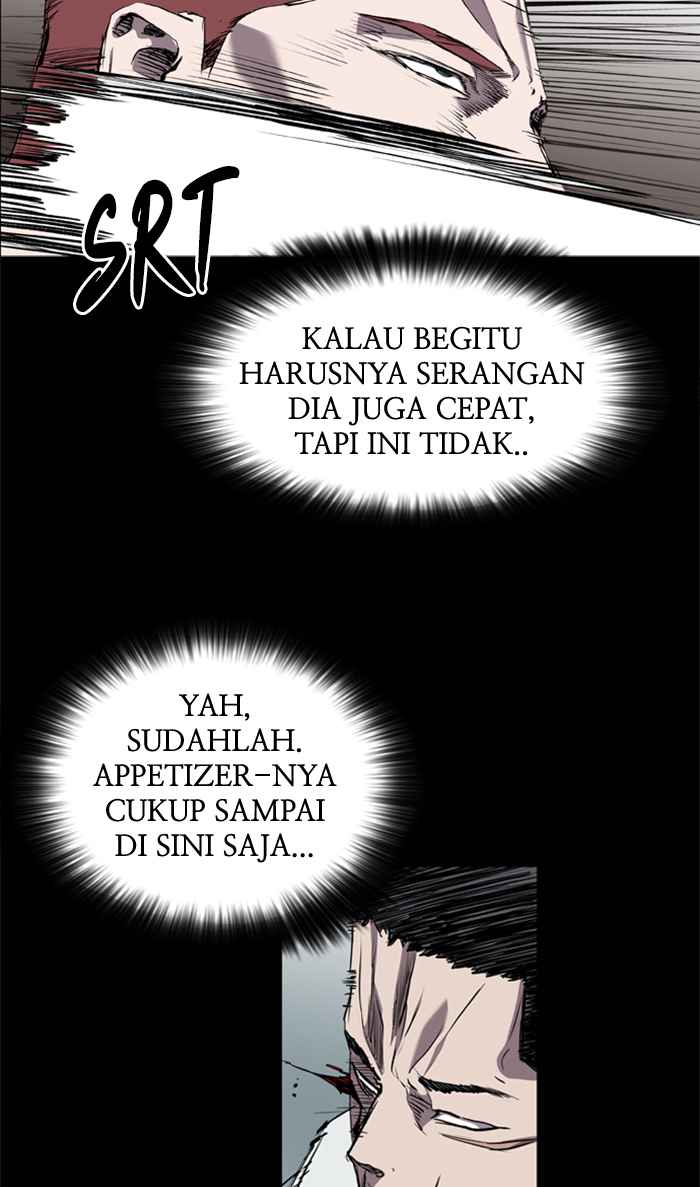 SRT
KALAU BEGITU
HARUSNYA SERANGAN
DIA JUGA CEPAT,
TAPI INI TIDAK..
YAH,
SUDAHLAH.
APPETIZER-NYA
CUKUP SAMPAI
DI SINI SAJA...